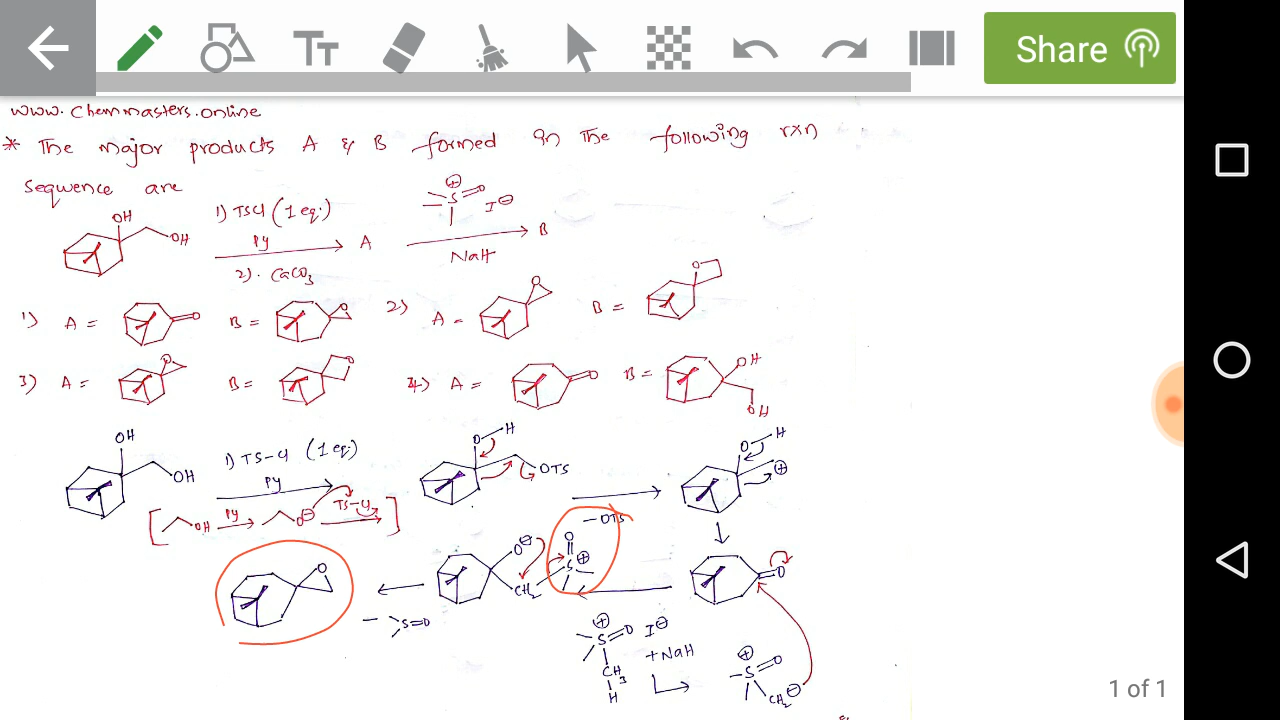 Share
www.Chemmasters.online
* The major products A & B formed in the following rxn
sequence are
OH
OH
1) TSCl (1 eq.)
Py
2). CaCO3
A
⊕
S=O
I⊖
NaH
B
1) A = O B = O 2) A = O B = O
3) A = O B = O 4) A = O B = OH
OH
OH
OH
1) TS-Cl (1 eq.)
Py
[ OH Py O⊖ TS-Cl ]
O-H
OTS
O-H
⊕
-OTS
O
O
O⊖
CH2
O
S⊕
O
S=O
⊕
S=O I⊖
CH3
H
+NaH
⊕
S=O
CH2⊖
1 of 1